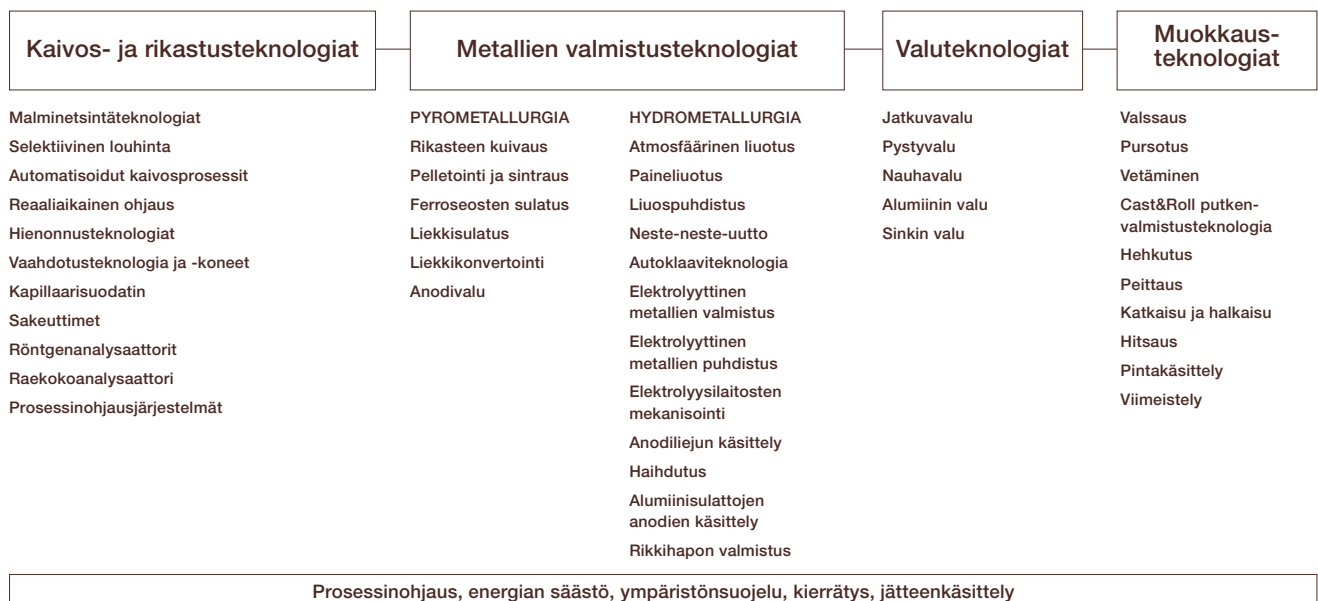 Kaivos- ja rikastusteknologiat
Malminetsintäteknologiat
Selektiivinen louhinta
Automatisoidut kaivosprosessit
Reaaliaikainen ohjaus
Hienonnusteknologiat
Vaahdotusteknologia ja -koneet
Kapillaarisuodatin
Sakeuttimet
Röntgenanalysaattorit
Raekokoanalysaattori
Prosessinohjausjärjestelmät
Metallien valmistusteknologiat
PYROMETALLURGIA
Rikasteen kuivaus
Pelletointi ja sintraus
Ferroseosten sulatus
Liekkisulatus
Liekkikonvertointi
Anodivalu
HYDROMETALLURGIA
Atmosfäärinen liuotus
Paineliuotus
Liuospuhdistus
Neste-neste-uutto
Autoklaaviteknologia
Elektrolyyttinen
metallien valmistus
Elektrolyyttinen
metallien puhdistus
Elektrolyysilaitosten
mekanisointi
Anodiliejun käsittely
Haihdutus
Alumiinisulattojen
anodien käsittely
Rikkihapon valmistus
Valuteknologiat
Jatkuvavalu
Pystyvalu
Nauhavalu
Alumiinin valu
Sinkin valu
Muokkaus-
teknologiat
Valssaus
Pursotus
Vetäminen
Cast&Roll putken-
valmistusteknologia
Hehkutus
Peittaus
Katkaisu ja halkaisu
Hitsaus
Pintakäsittely
Viimeistely
Prosessinohjaus, energian säästö, ympäristönsuojelu, kierrätys, jätteenkäsittely